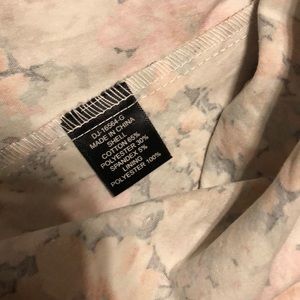 DJ-16564-G
MADE IN CHINA
SHELL
COTTON 65%
POLYESTER 30%
SPANDEX 5%
LINING
POLYESTER 100%